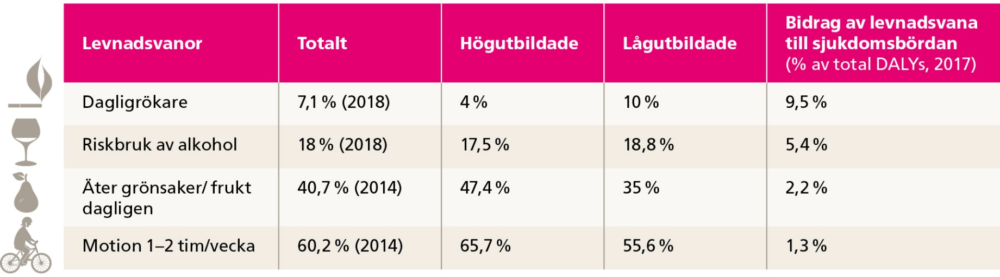 Levnadsvanor Totalt Högutbildade Lågutbildade Bidrag av levnadsvana
till sjukdomsbördan
(% av total DALYs, 2017)
Dagligrökare 7,1 % (2018) 4 % 10 % 9,5 %
Riskbruk av alkohol 18 % (2018) 17,5 % 18,8 % 5,4 %
Äter grönsaker/ frukt 40,7 % (2014) 47,4 % 35 % 2,2 %
dagligen
Motion 1–2 tim/vecka 60,2 % (2014) 65,7 % 55,6 % 1,3 %